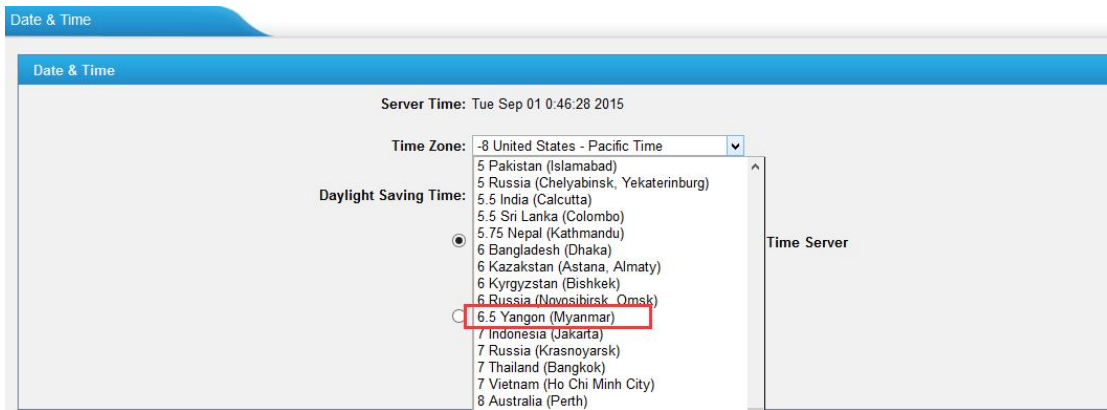 Date & Time
Date & Time
Server Time: Tue Sep 01 0:46:28 2015
Time Zone: -8 United States - Pacific Time
5 Pakistan (Islamabad)
5 Russia (Chelyabinsk, Yekaterinburg)
Daylight Saving Time:
5.5 India (Calcutta)
5.5 Sri Lanka (Colombo)
5.75 Nepal (Kathmandu)
Time Server
6 Bangladesh (Dhaka)
6 Kazakstan (Astana, Almaty)
6 Kyrgyzstan (Bishkek)
6 Russia (Novosibirsk, Omsk)
6.5 Yangon (Myanmar)
7 Indonesia (Jakarta)
7 Russia (Krasnoyarsk)
7 Thailand (Bangkok)
7 Vietnam (Ho Chi Minh City)
8 Australia (Perth)